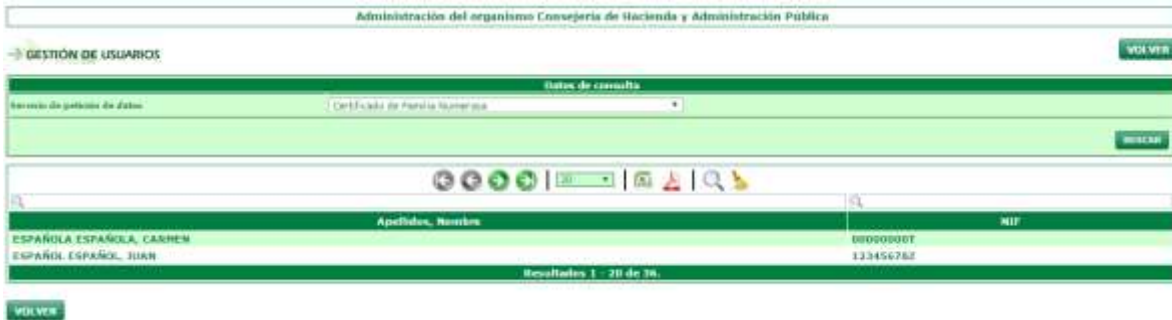 Administración del organismo Consejería de Hacienda y Administración Pública
GESTIÓN DE USUARIOS
VOLVER
Datos de consulta
Servicio de petición de datos
Certificado de Familia Numerosa
BUSCAR
20
Apellidos, Nombre NIF
ESPAÑOLA ESPAÑOLA, CARMEN 00000000T
ESPAÑOL ESPAÑOL, JUAN 12345678Z
Resultados 1 - 20 de 36.
VOLVER